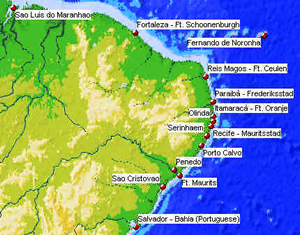 Sao Luis do Maranhao
Fortaleza - Ft. Schoonenburgh
Fernando de Noronha
Reis Magos - Ft. Ceulen
Paraibá - Frederiksstad
Itamaracá - Ft. Oranje
Olinda
Serinhaem
Recife - Mauritsstad
Porto Calvo
Penedo
Ft. Maurits
Sao Cristovao
Salvador - Bahia (Portuguese)